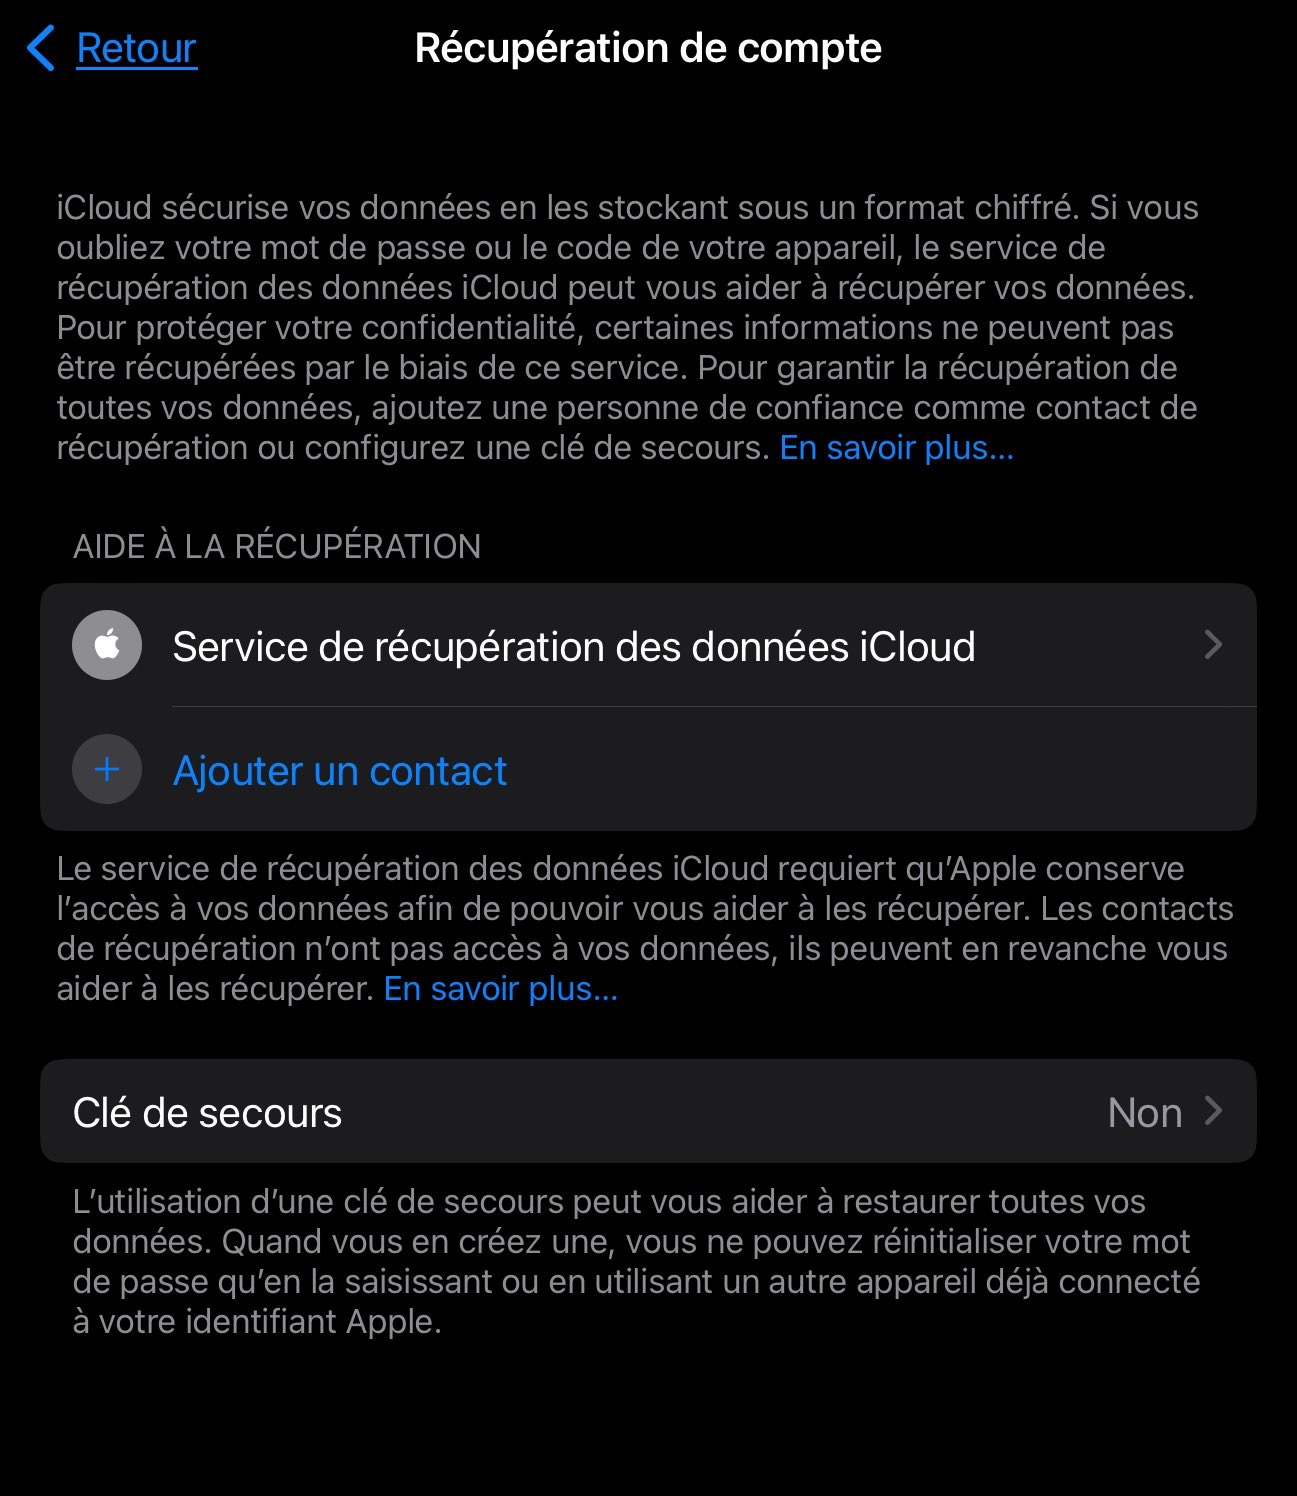 Retour
Récupération de compte
iCloud sécurise vos données en les stockant sous un format chiffré. Si vous
oubliez votre mot de passe ou le code de votre appareil, le service de
récupération des données iCloud peut vous aider à récupérer vos données.
Pour protéger votre confidentialité, certaines informations ne peuvent pas
être récupérées par le biais de ce service. Pour garantir la récupération de
toutes vos données, ajoutez une personne de confiance comme contact de
récupération ou configurez une clé de secours. En savoir plus...
AIDE À LA RÉCUPÉRATION
Service de récupération des données iCloud
Ajouter un contact
Le service de récupération des données iCloud requiert qu’Apple conserve
l’accès à vos données afin de pouvoir vous aider à les récupérer. Les contacts
de récupération n’ont pas accès à vos données, ils peuvent en revanche vous
aider à les récupérer. En savoir plus...
Clé de secours
Non
L’utilisation d’une clé de secours peut vous aider à restaurer toutes vos
données. Quand vous en créez une, vous ne pouvez réinitialiser votre mot
de passe qu’en la saisissant ou en utilisant un autre appareil déjà connecté
à votre identifiant Apple.